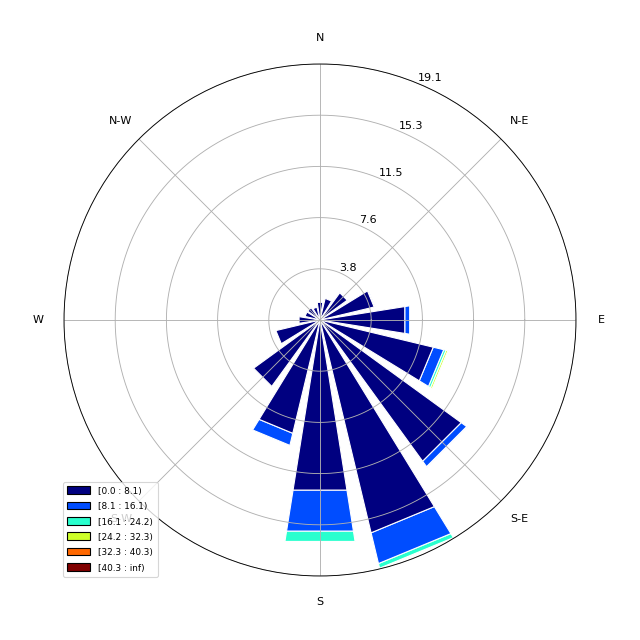 N
19.1
N-W
N-E
15.3
11.5
7.6
3.8
W
E
[0.0 : 8.1)
[8.1 : 16.1)
[16.1 : 24.2)
[24.2 : 32.3)
[32.3 : 40.3)
[40.3 : inf)
S-W
S-E
S